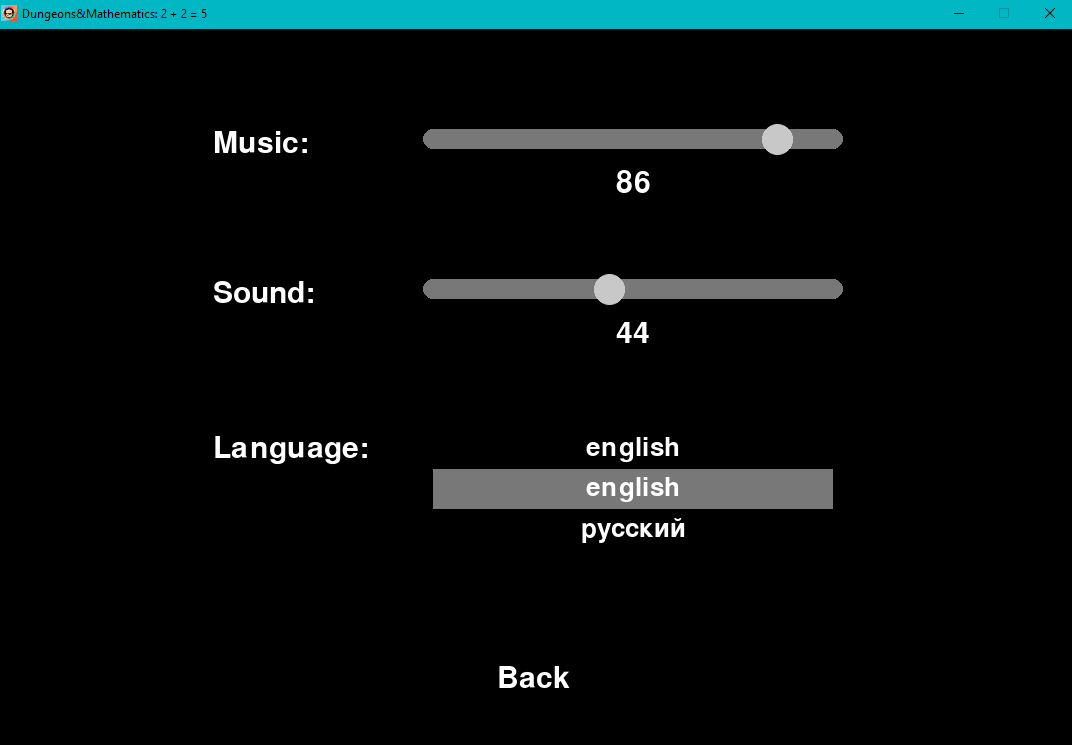 Dungeons&Mathematics: 2 + 2 = 5
Music:
86
Sound:
44
Language:
english
english
русский
Back